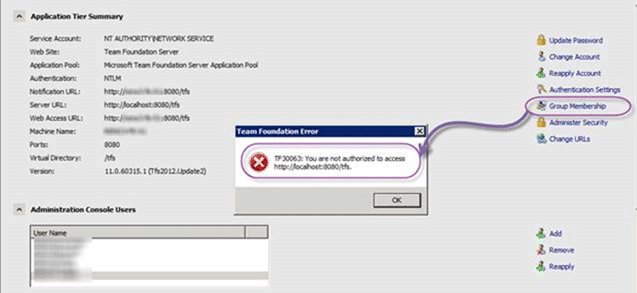 Application Tier Summary
Service Account: NT AUTHORITY\NETWORK SERVICE
Update Password
Web Site: Team Foundation Server
Change Account
Application Pool: Microsoft Team Foundation Server Application Pool
Reapply Account
Authentication: NTLM
Authentication Settings
Notification URL: http:// :8080/tfs
Server URL: http://localhost:8080/tfs
Group Membership
Web Access URL: http:// :8080/tfs
Administer Security
Machine Name:
Ports: 8080
Change URLs
Virtual Directory: /tfs
Version: 11.0.60315.1 (Tfs2012.Update2)
Team Foundation Error
TF30063: You are not authorized to access
http://localhost:8080/tfs.
OK
Administration Console Users
User Name
Add
Remove
Reapply